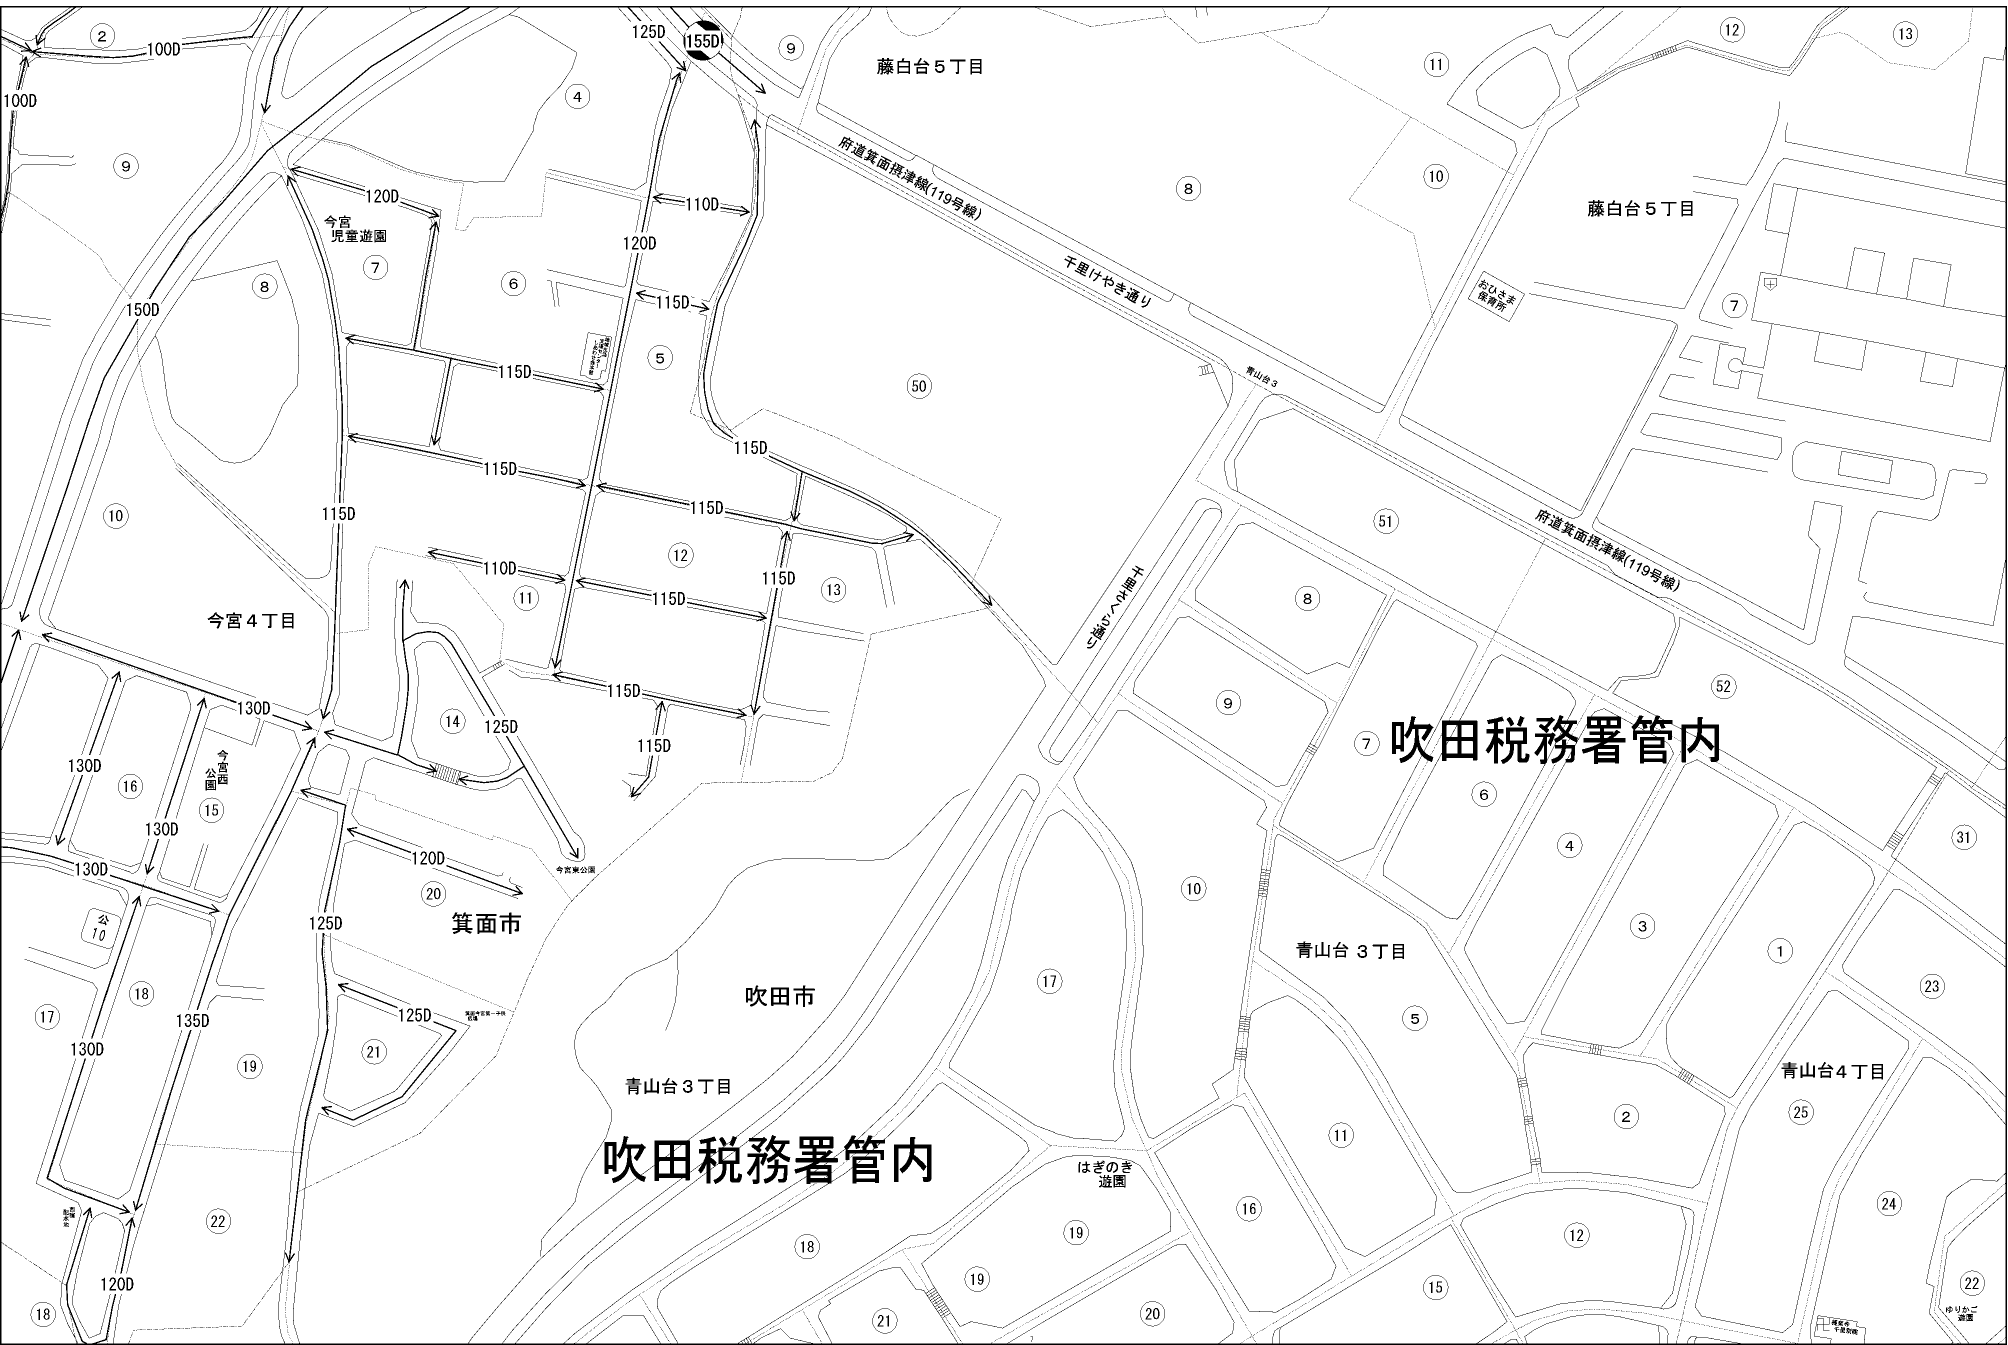 2
100D
100D
9
4
125D
155D
9
藤白台5丁目
11
12
13
120D
今宮
児童遊園
7
8
6
110D
120D
115D
5
府道箕面摂津線(119号線)
8
10
藤白台5丁目
千里けやき通り
おひさま
保育所
7
150D
115D
115D
115D
115D
115D
50
青山台3
51
府道箕面摂津線(119号線)
10
110D
11
12
115D
115D
13
千里さくら通り
8
今宮4丁目
115D
115D
9
7
6
52
吹田税務署管内
130D
14
125D
130D
16
今宮西
公園
15
130D
130D
120D
20
今宮東公園
10
4
31
公
10
125D
箕面市
3
1
青山台3丁目
17
18
135D
130D
125D
21
吹田市
17
5
23
19
青山台3丁目
青山台4丁目
25
2
11
吹田税務署管内
はぎのき
遊園
22
16
24
18
19
19
12
120D
18
21
20
15
22
ゆりかご
遊園